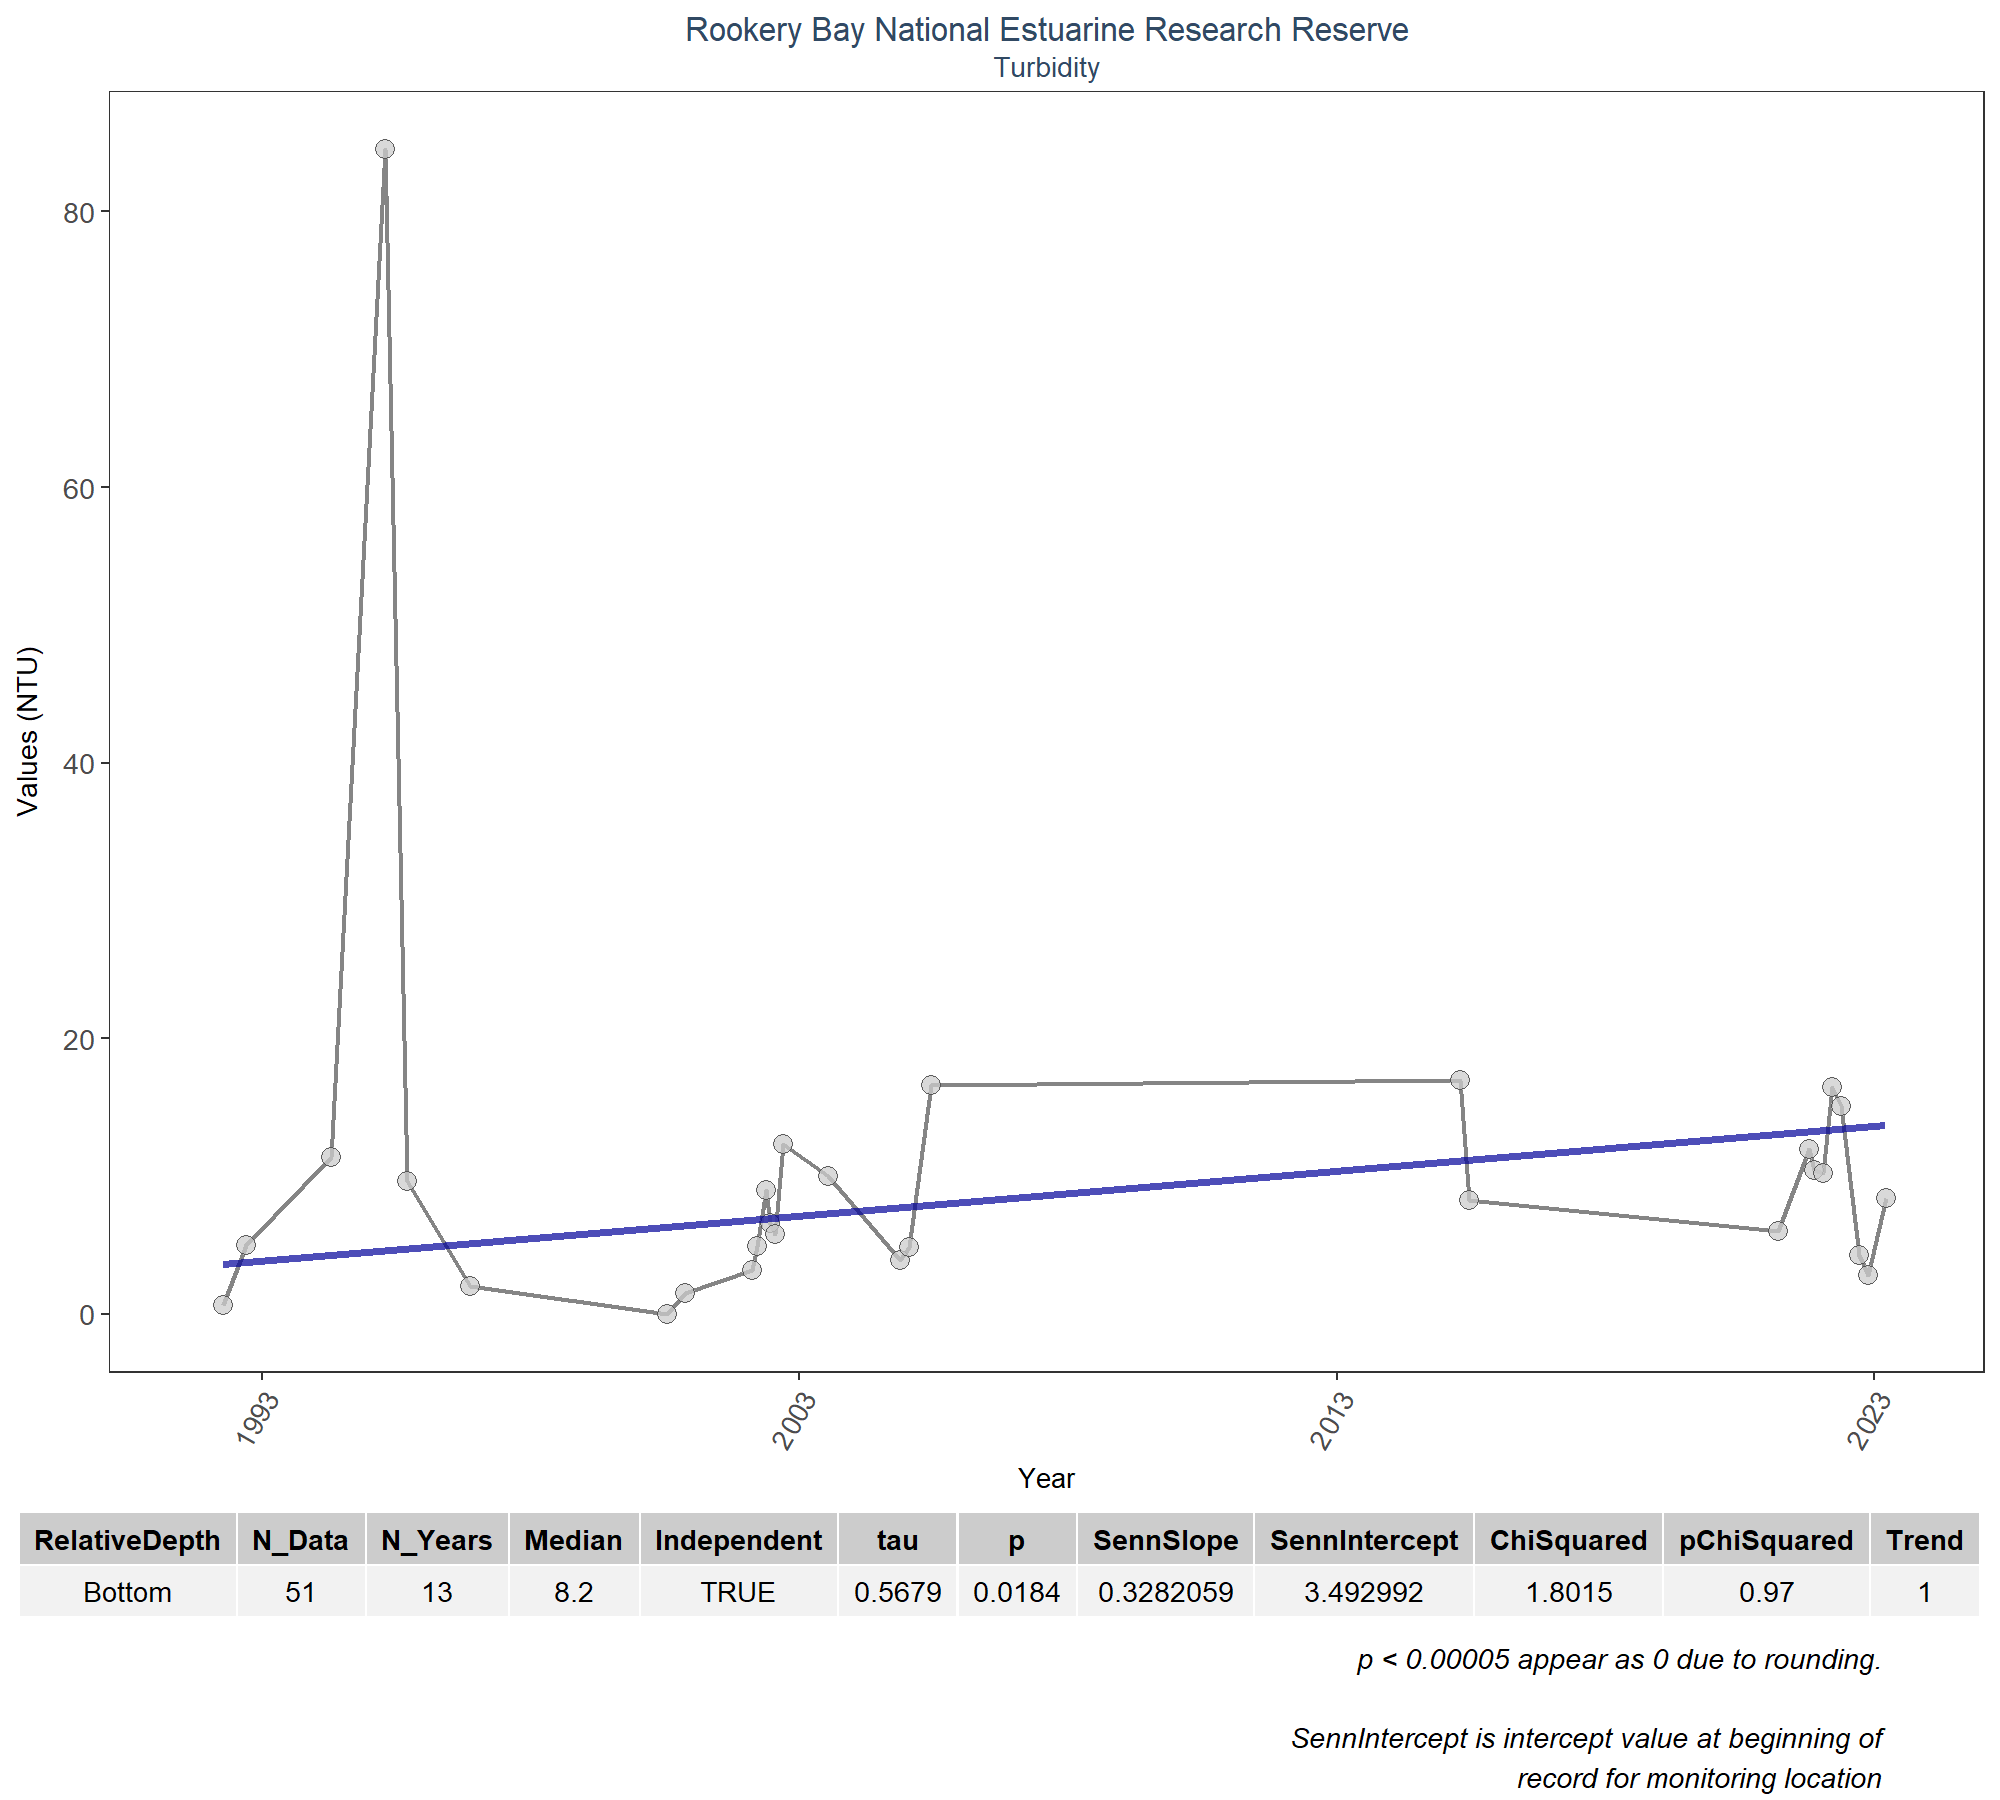 Rookery Bay National Estuarine Research Reserve
Turbidity
Values (NTU)
80
60
40
20
0
1993 2003 2013 2023
Year
RelativeDepth N_Data N_Years Median Independent tau p SennSlope SennIntercept ChiSquared pChiSquared Trend
Bottom 51 13 8.2 TRUE 0.5679 0.0184 0.3282059 3.492992 1.8015 0.97 1
p < 0.00005 appear as 0 due to rounding.
SennIntercept is intercept value at beginning of
record for monitoring location